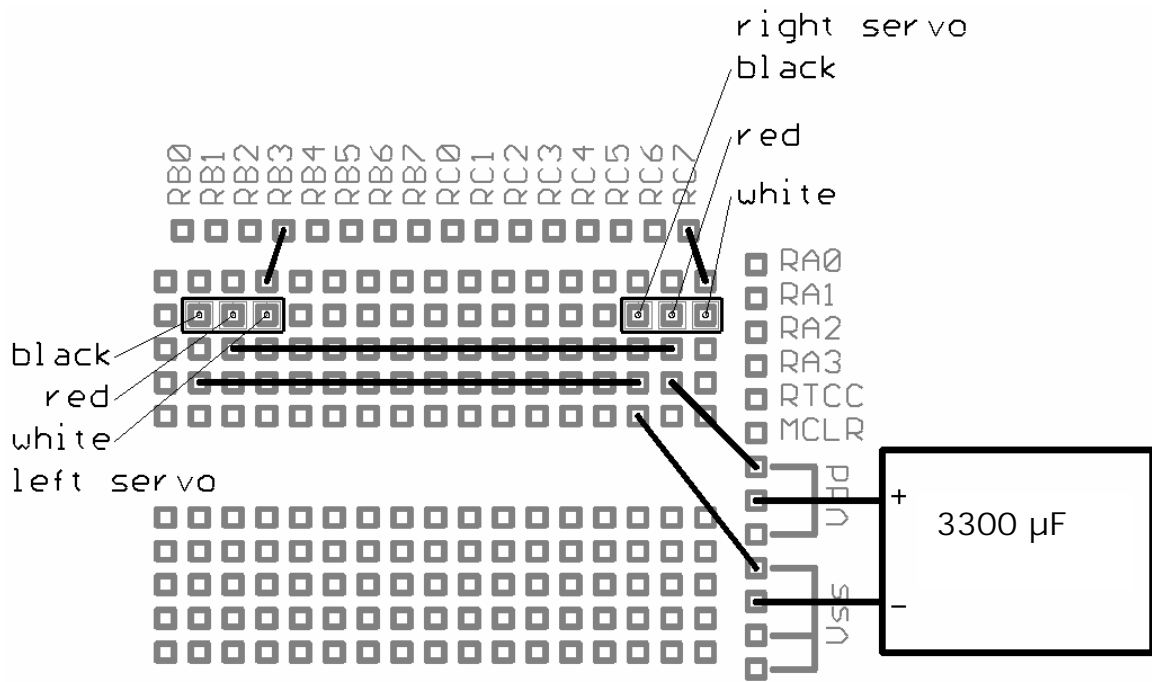 right servo
black
red
white
RB0
RB1
RB2
RB3
RB4
RB5
RB6
RB7
RC0
RC1
RC2
RC3
RC4
RC5
RC6
RC7
RA0
RA1
RA2
RA3
RTCC
MCLR
black
red
white
left servo
Vdd
Vss
+
3300 µF
−